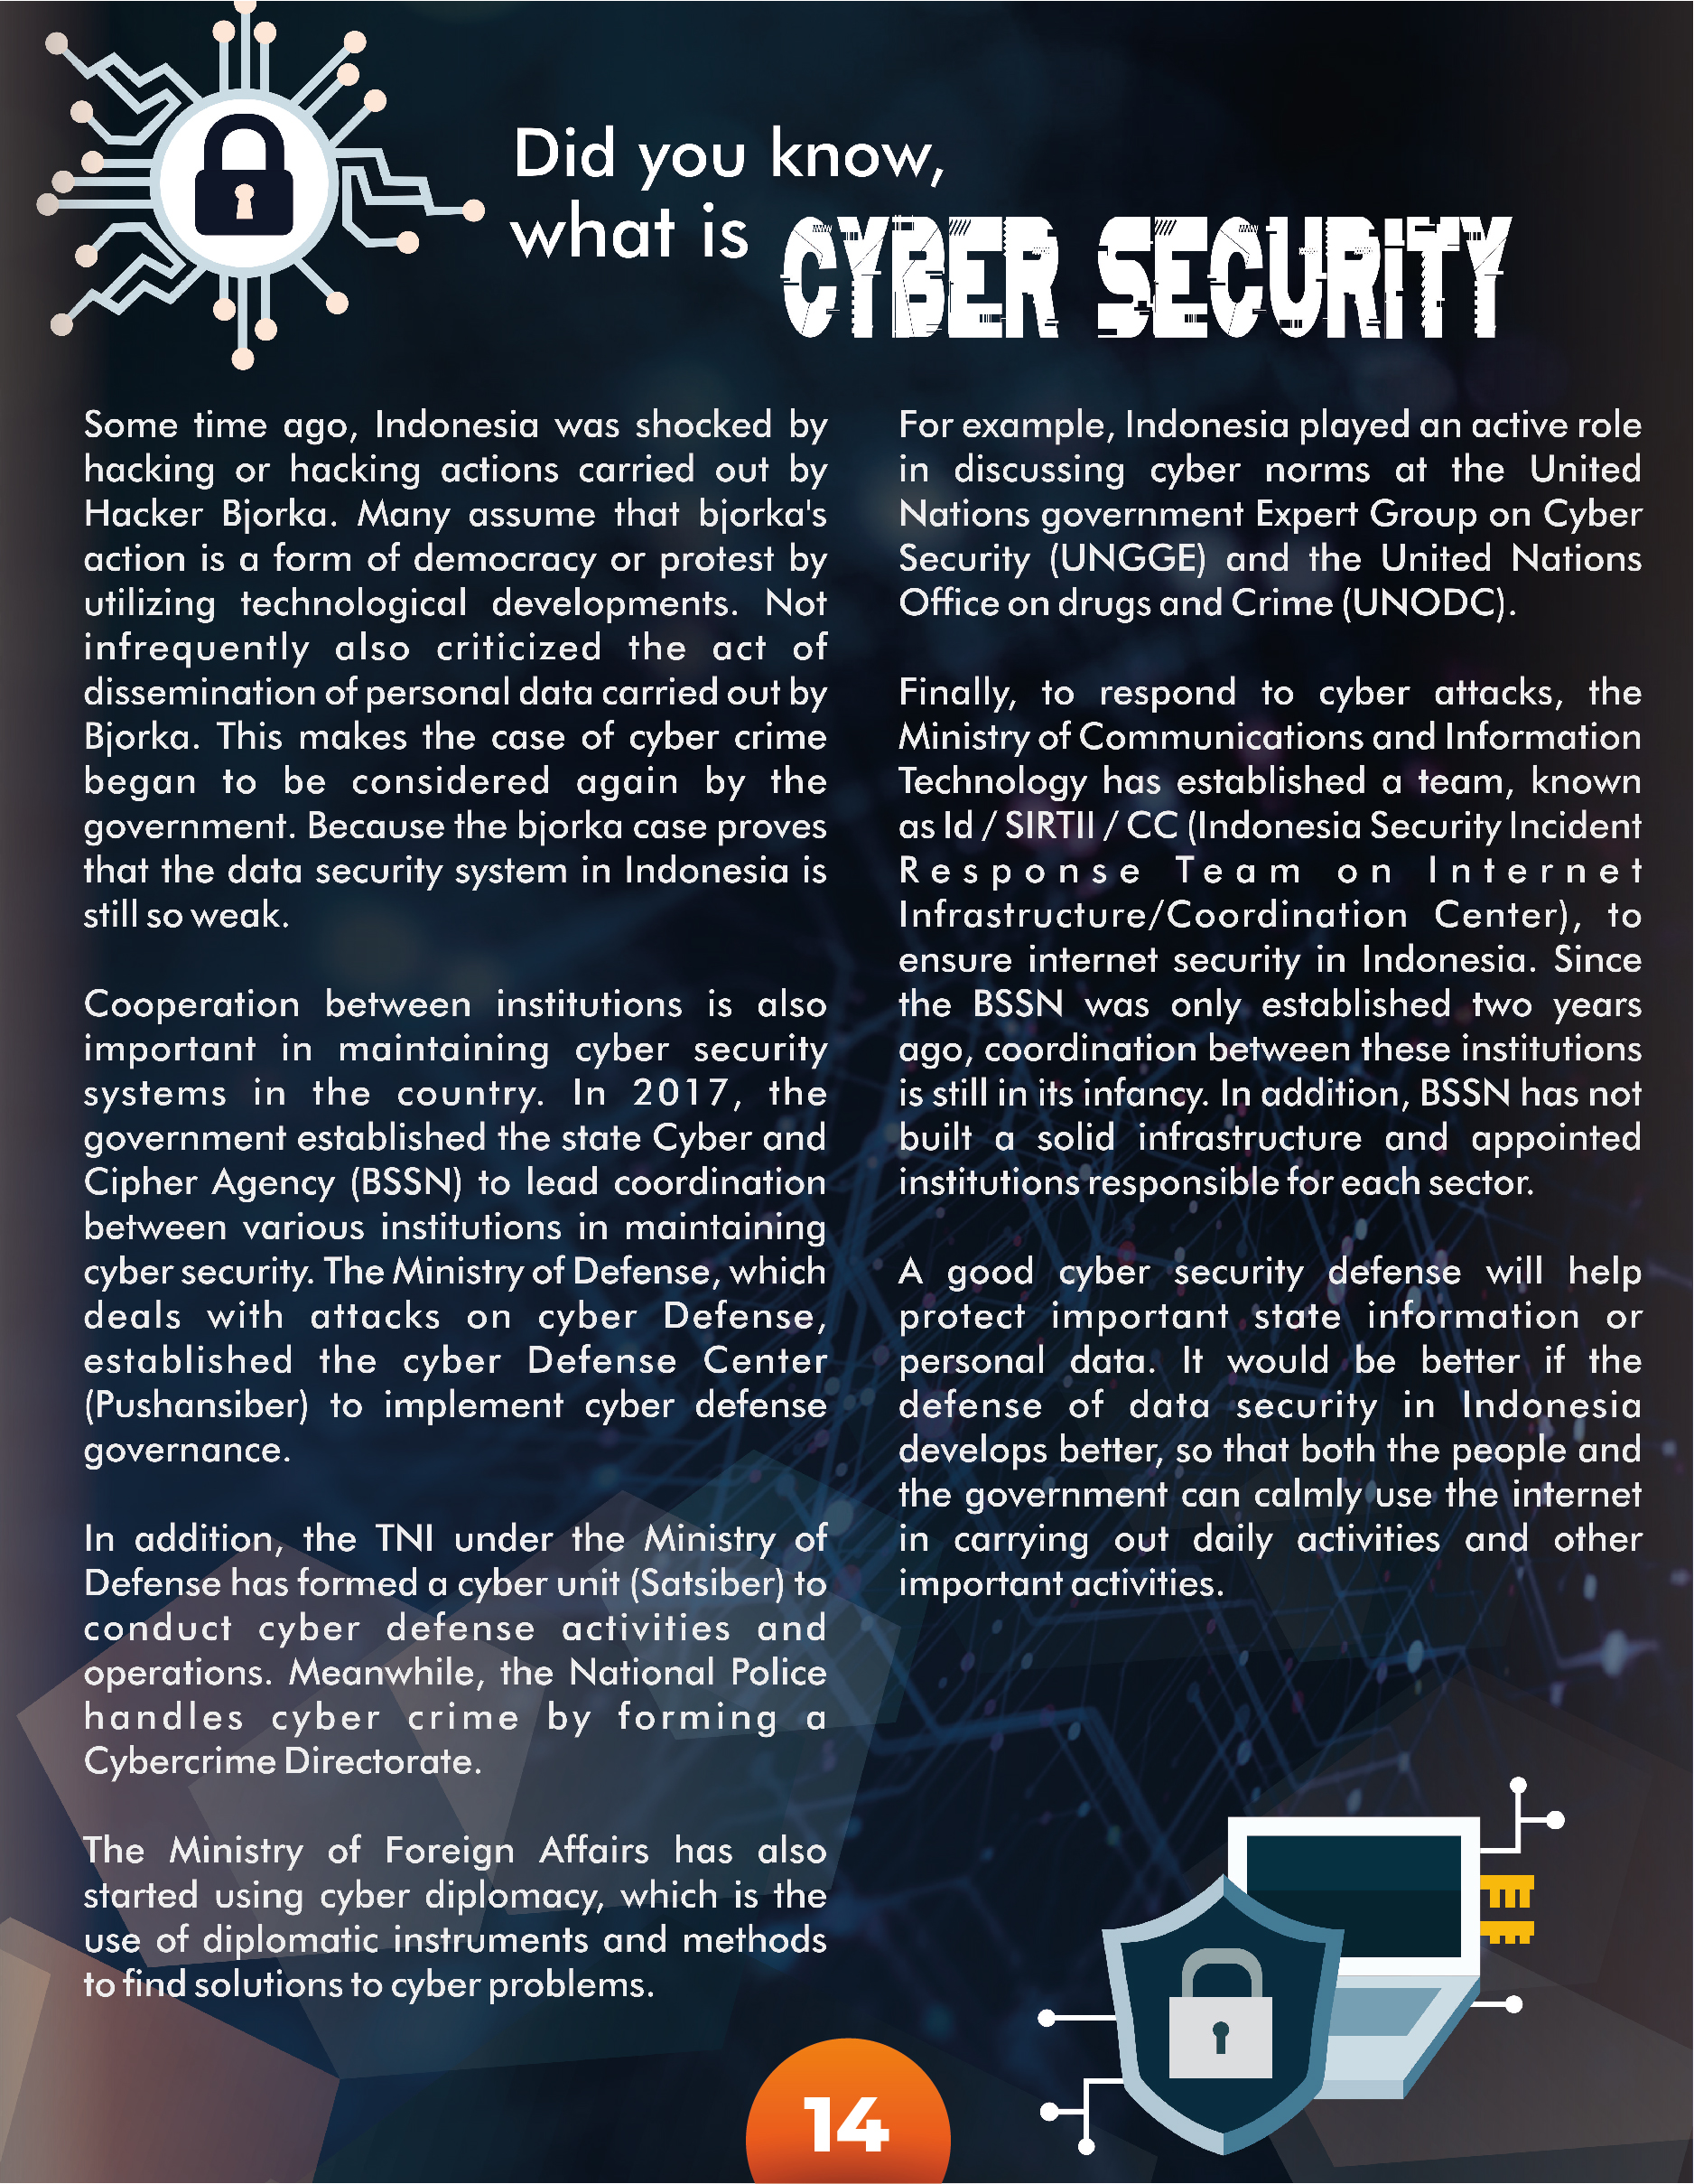 Did you know,
what is CYBER SECURITY
Some time ago, Indonesia was shocked by
hacking or hacking actions carried out by
Hacker Bjorka. Many assume that bjorka's
action is a form of democracy or protest by
utilizing technological developments. Not
infrequently also criticized the act of
dissemination of personal data carried out by
Bjorka. This makes the case of cyber crime
began to be considered again by the
government. Because the bjorka case proves
that the data security system in Indonesia is
still so weak.
Cooperation between institutions is also
important in maintaining cyber security
systems in the country. In 2017, the
government established the state Cyber and
Cipher Agency (BSSN) to lead coordination
between various institutions in maintaining
cyber security. The Ministry of Defense, which
deals with attacks on cyber Defense,
established the cyber Defense Center
(Pushansiber) to implement cyber defense
governance.
In addition, the TNI under the Ministry of
Defense has formed a cyber unit (Satsiber) to
conduct cyber defense activities and
operations. Meanwhile, the National Police
handles cyber crime by forming a
Cybercrime Directorate.
The Ministry of Foreign Affairs has also
started using cyber diplomacy, which is the
use of diplomatic instruments and methods
to find solutions to cyber problems.
For example, Indonesia played an active role
in discussing cyber norms at the United
Nations government Expert Group on Cyber
Security (UNGGE) and the United Nations
Office on drugs and Crime (UNODC).
Finally, to respond to cyber attacks, the
Ministry of Communications and Information
Technology has established a team, known
as Id / SIRTII / CC (Indonesia Security Incident
Response Team on Internet
Infrastructure/Coordination Center), to
ensure internet security in Indonesia. Since
the BSSN was only established two years
ago, coordination between these institutions
is still in its infancy. In addition, BSSN has not
built a solid infrastructure and appointed
institutions responsible for each sector.
A good cyber security defense will help
protect important state information or
personal data. It would be better if the
defense of data security in Indonesia
develops better, so that both the people and
the government can calmly use the internet
in carrying out daily activities and other
important activities.
14